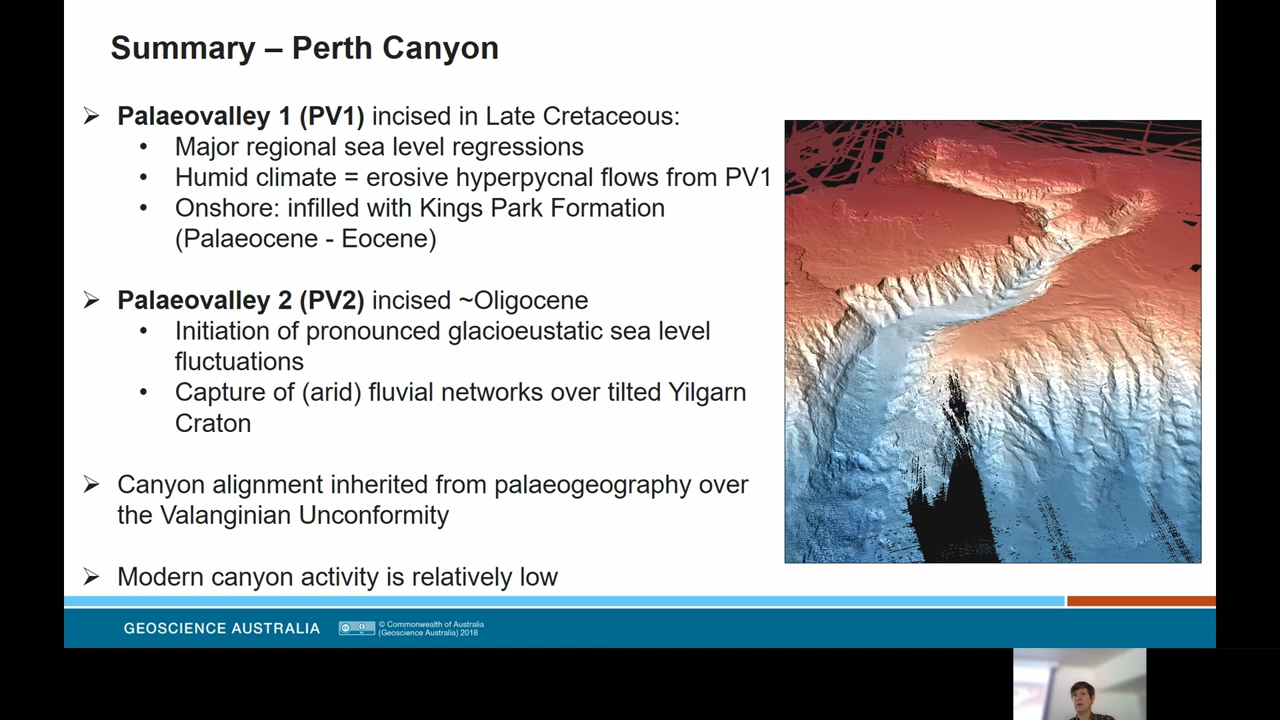 Summary – Perth Canyon
➢ Palaeovalley 1 (PV1) incised in Late Cretaceous:
• Major regional sea level regressions
• Humid climate = erosive hyperpycnal flows from PV1
• Onshore: infilled with Kings Park Formation
(Palaeocene - Eocene)
➢ Palaeovalley 2 (PV2) incised ~Oligocene
• Initiation of pronounced glacioeustatic sea level
fluctuations
• Capture of (arid) fluvial networks over tilted Yilgarn
Craton
➢ Canyon alignment inherited from palaeogeography over
the Valanginian Unconformity
➢ Modern canyon activity is relatively low
GEOSCIENCE AUSTRALIA
© Commonwealth of Australia
(Geoscience Australia) 2018